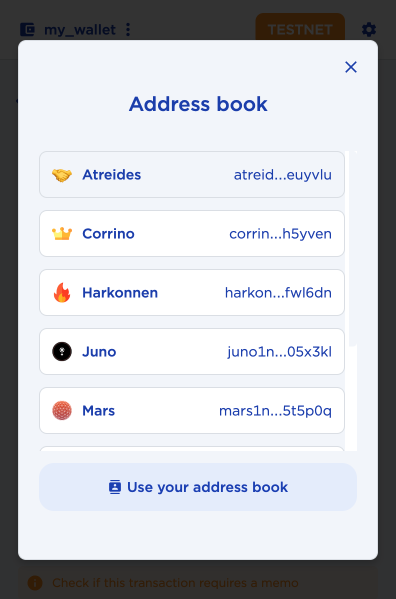 my_wallet
TESTNET
Address book
Atreides atreid...euyvlu
Corrino corrin...h5yven
Harkonnen harkon...fwl6dn
Juno juno1n...05x3kl
Mars mars1n...5t5p0q
Use your address book
Check if this transaction requires a memo